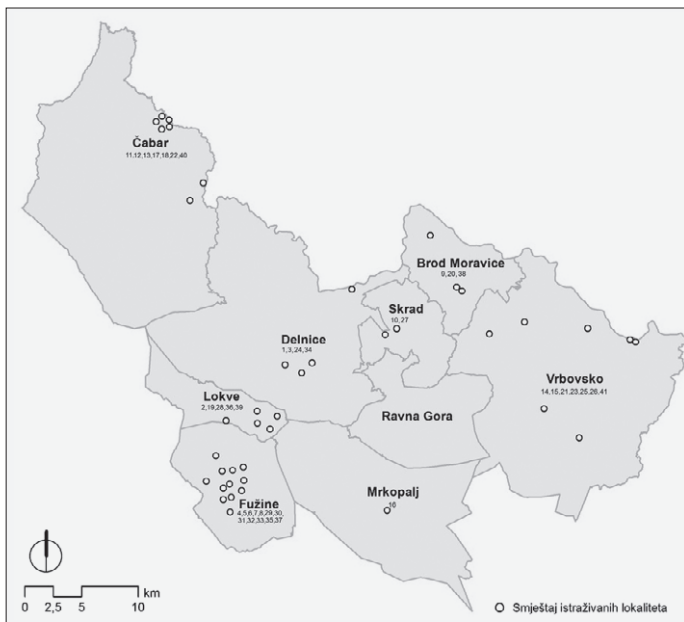 Čabar
11,12,13,17,18,22,40
Brod Moravice
9,20,38
Skrad
10,27
Delnice
1,3,24,34
Vrbovsko
14,15,21,23,25,26,41
Lokve
2,19,28,36,39
Ravna Gora
Fužine
4,5,6,7,8,29,30,
31,32,33,35,37
Mrkopalj
16
km
0 2,5 5 10
Smještaj istraživanih lokaliteta